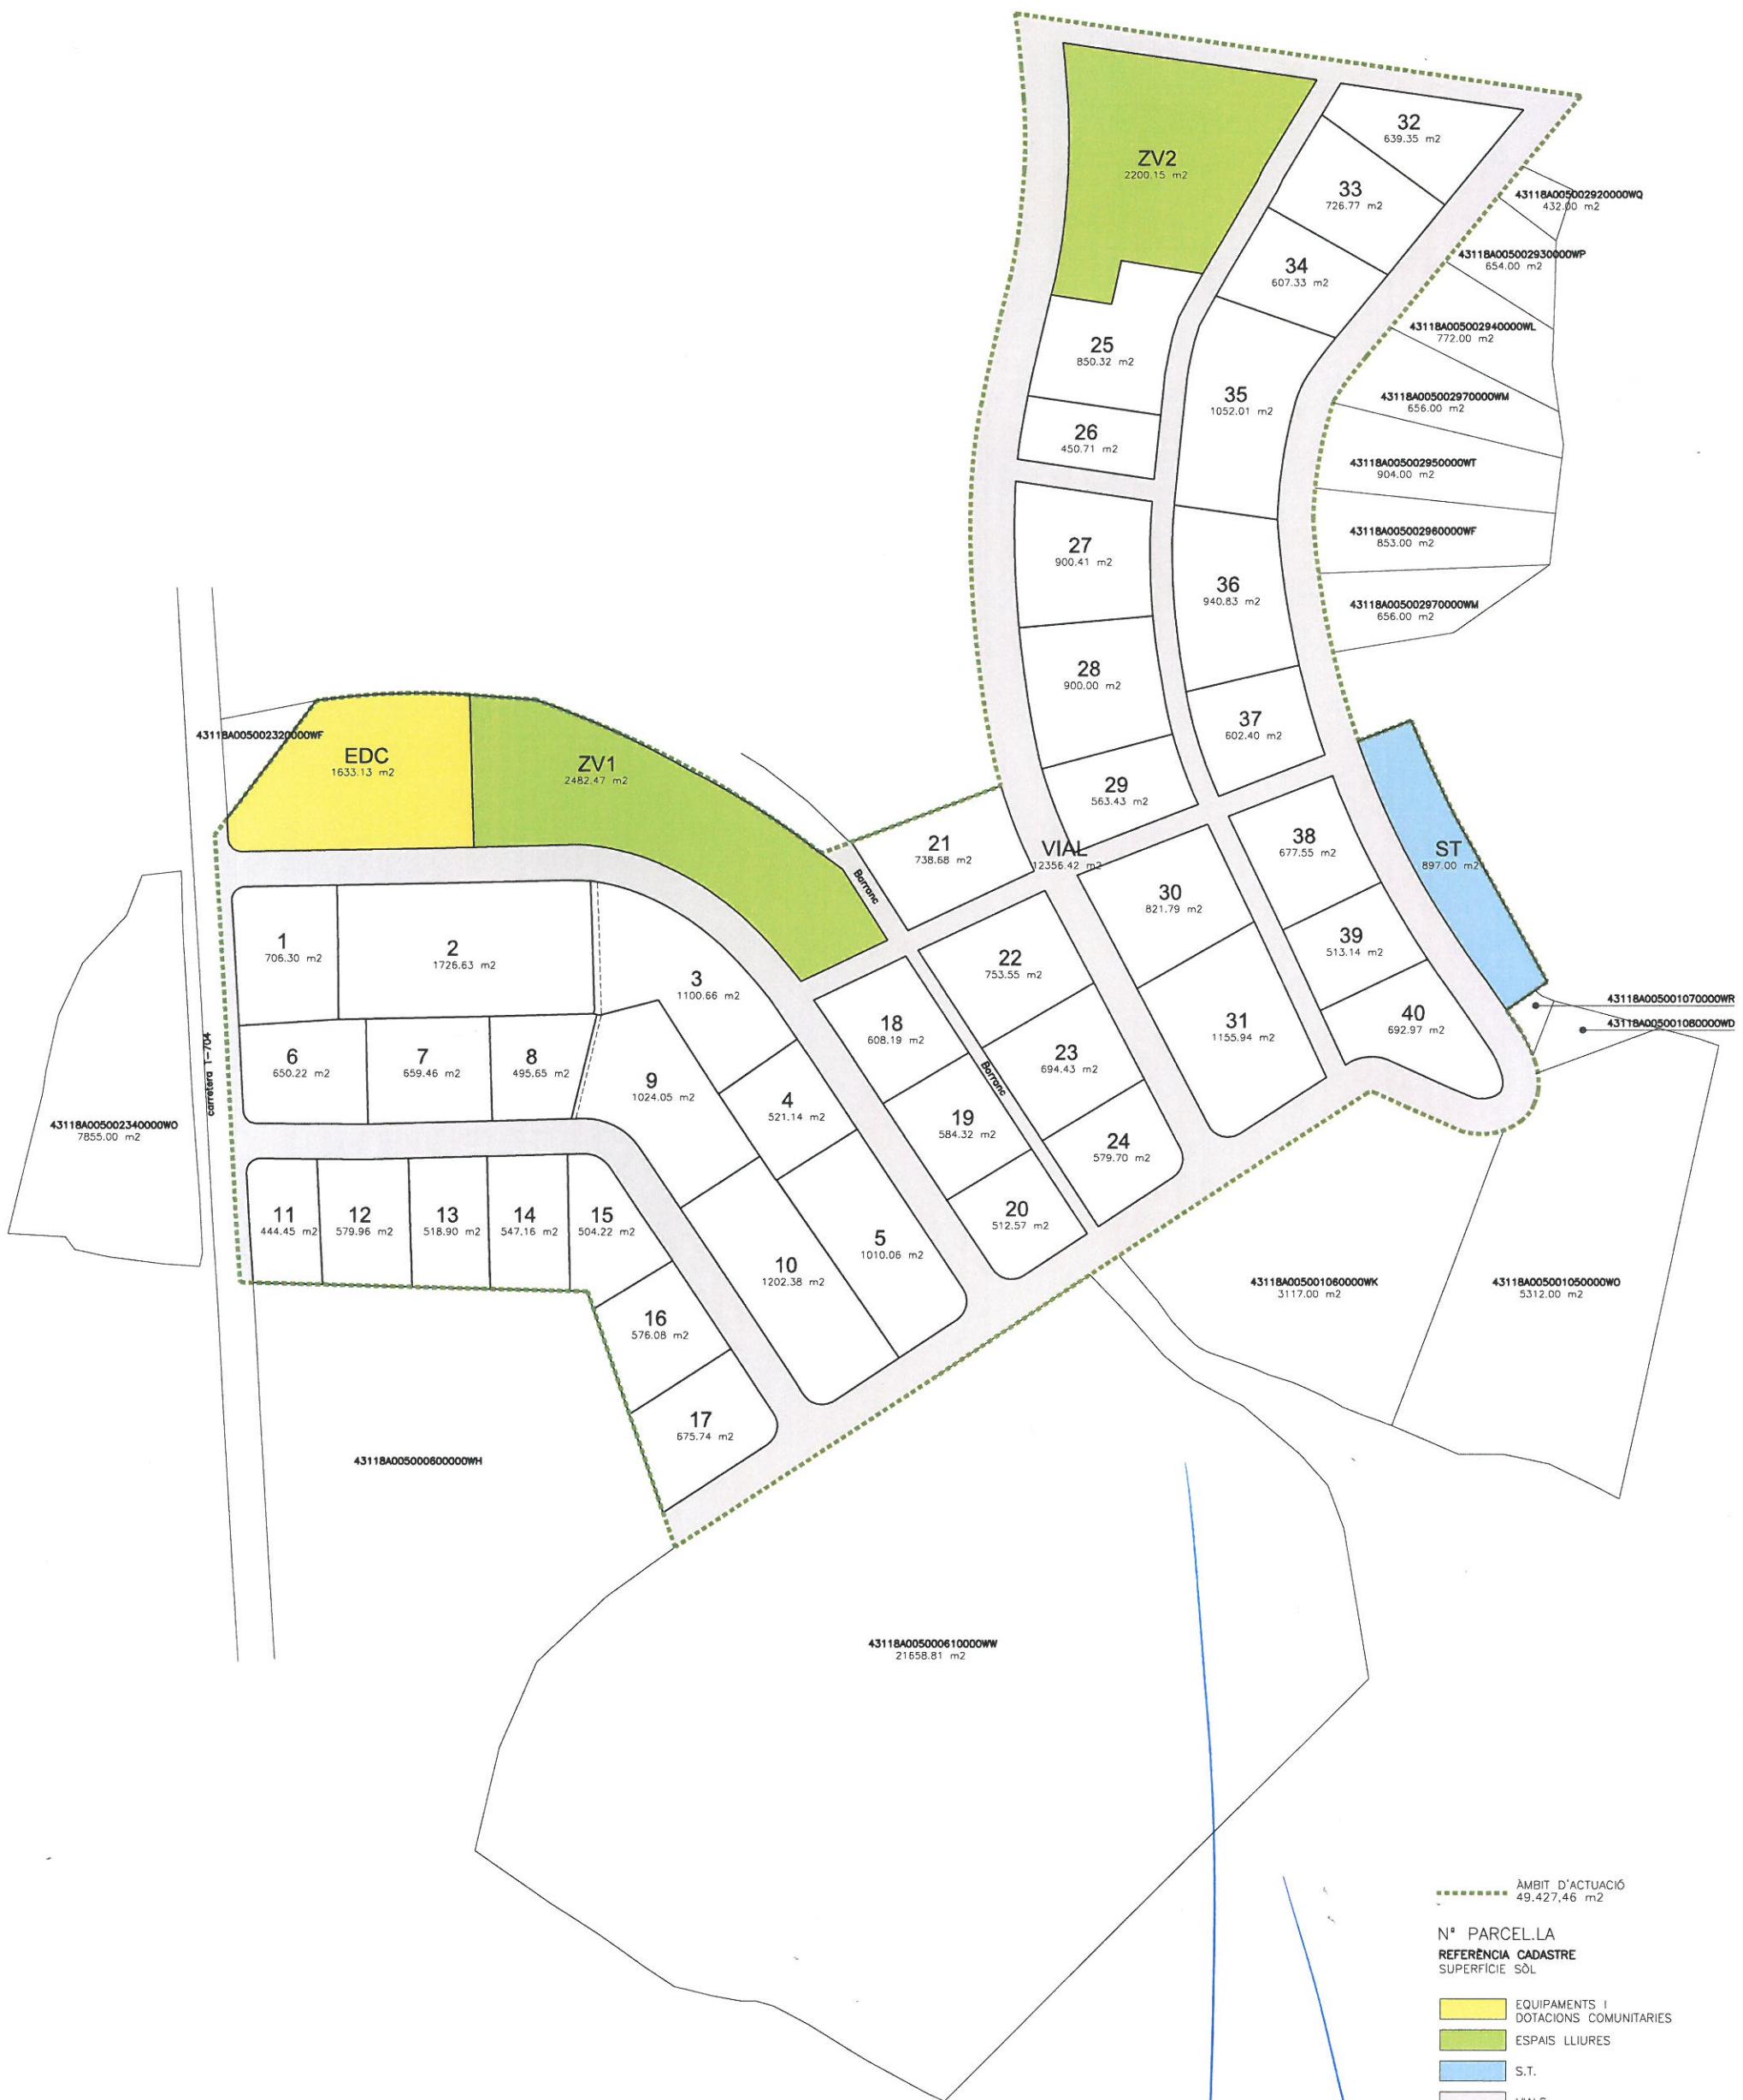 ZV2
2200.15 m2
32
639.35 m2
33
726.77 m2
34
607.33 m2
43118A005002920000WQ
432.00 m2
43118A005002930000WP
654.00 m2
43118A005002940000WL
772.00 m2
25
850.32 m2
35
1052.01 m2
43118A005002970000WM
656.00 m2
26
450.71 m2
43118A005002950000WT
904.00 m2
27
900.41 m2
36
940.83 m2
43118A005002960000WF
853.00 m2
43118A005002970000WM
656.00 m2
28
900.00 m2
37
602.40 m2
29
563.43 m2
43118A005002320000WF
EDC
1633.13 m2
ZV1
2482.47 m2
21
738.68 m2
VIAL
12356.42 m2
38
677.55 m2
ST
897.00 m2
Barranc
30
821.79 m2
39
513.14 m2
1
706.30 m2
2
1726.63 m2
3
1100.66 m2
22
753.55 m2
18
608.19 m2
31
1155.94 m2
40
692.97 m2
43118A005001070000WR
43118A005001080000WD
carretera T-704
6
650.22 m2
7
659.46 m2
8
495.65 m2
9
1024.05 m2
4
521.14 m2
Barranc
23
694.43 m2
19
584.32 m2
24
579.70 m2
43118A005002340000WO
7855.00 m2
11
444.45 m2
12
579.96 m2
13
518.90 m2
14
547.16 m2
15
504.22 m2
20
512.57 m2
5
1010.06 m2
10
1202.38 m2
43118A005001060000WK
3117.00 m2
43118A005001050000WO
5312.00 m2
16
576.08 m2
17
675.74 m2
43118A005000600000WH
43118A005000610000WW
21658.81 m2
ÀMBIT D'ACTUACIÓ
49.427,46 m2
Nº PARCEL.LA
REFERÈNCIA CADASTRE
SUPERFÍCIE SÒL
EQUIPAMENTS I
DOTACIONS COMUNITARIES
ESPAIS LLIURES
S.T.